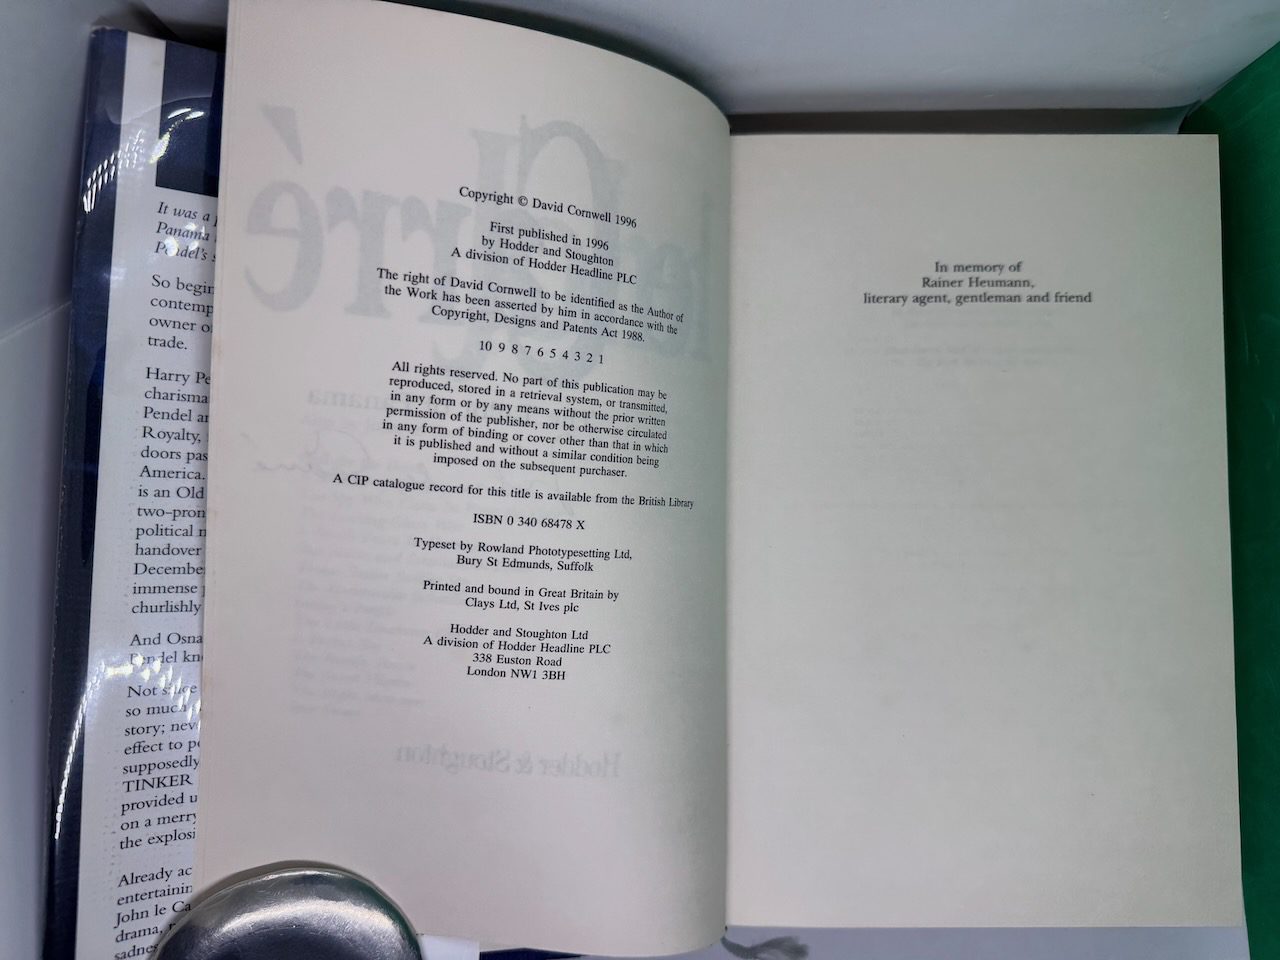 It was a
Panama
Pendel's
So begin
contemp
owner o
trade.
Harry Pe
charisma
Pendel an
Royalty,
doors pas
America.
is an Old
two-pron
political n
handover
December
immense
churlishly
And Osna
Pendel kn
Not since
so much
story; nev
effect to p
supposedly
TINKER
provided u
on a merry
the explosi
Already ac
entertainin
John le Ca
drama,
sadnes
Copyright © David Cornwell 1996
First published in 1996
by Hodder and Stoughton
A division of Hodder Headline PLC
The right of David Cornwell to be identified as the Author of
the Work has been asserted by him in accordance with the
Copyright, Designs and Patents Act 1988.
10 9 8 7 6 5 4 3 2 1
All rights reserved. No part of this publication may be
reproduced, stored in a retrieval system, or transmitted,
in any form or by any means without the prior written
permission of the publisher, nor be otherwise circulated
in any form of binding or cover other than that in which
it is published and without a similar condition being
imposed on the subsequent purchaser.
A CIP catalogue record for this title is available from the British Library
ISBN 0 340 68478 X
Typeset by Rowland Phototypesetting Ltd,
Bury St Edmunds, Suffolk
Printed and bound in Great Britain by
Clays Ltd, St Ives plc
Hodder and Stoughton Ltd
A division of Hodder Headline PLC
338 Euston Road
London NW1 3BH
Hodder & Stoughton
In memory of
Rainer Heumann,
literary agent, gentleman and friend